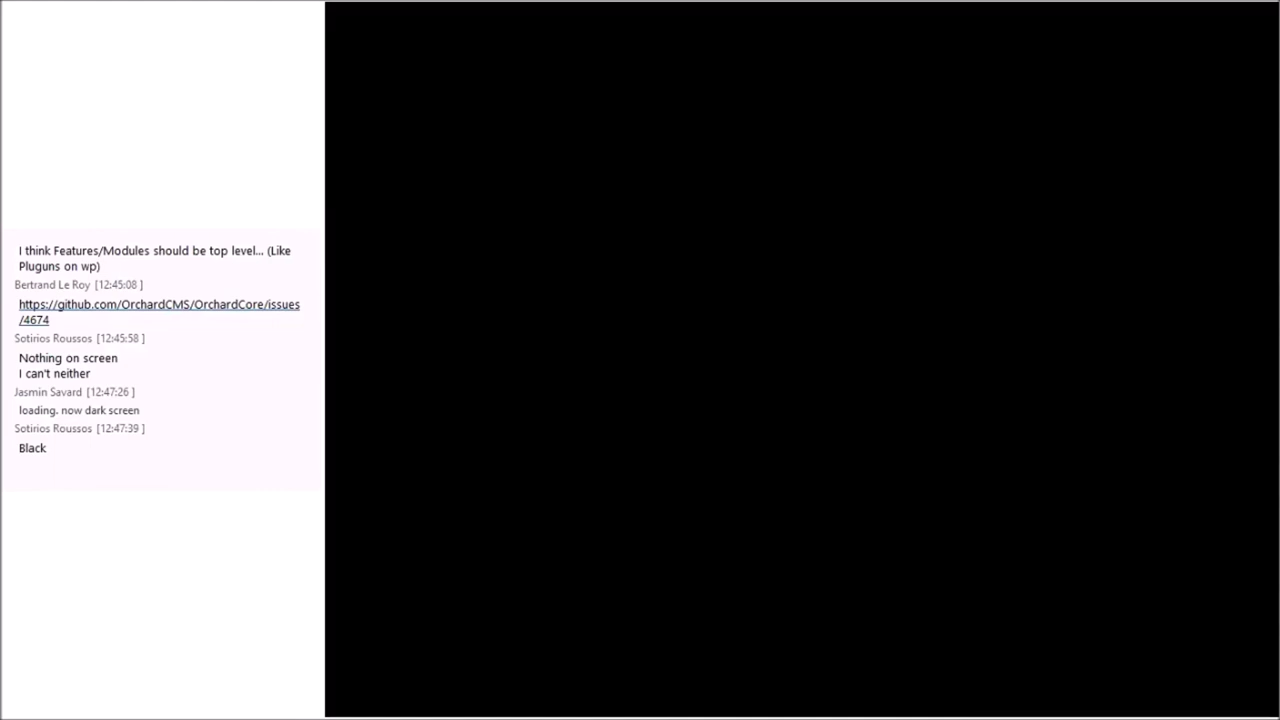 I think Features/Modules should be top level... (Like
Pluguns on wp)
Bertrand Le Roy [12:45:08 ]
https://github.com/OrchardCMS/OrchardCore/issues
/4674
Sotirios Roussos [12:45:58 ]
Nothing on screen
I can't neither
Jasmin Savard [12:47:26 ]
loading. now dark screen
Sotirios Roussos [12:47:39 ]
Black